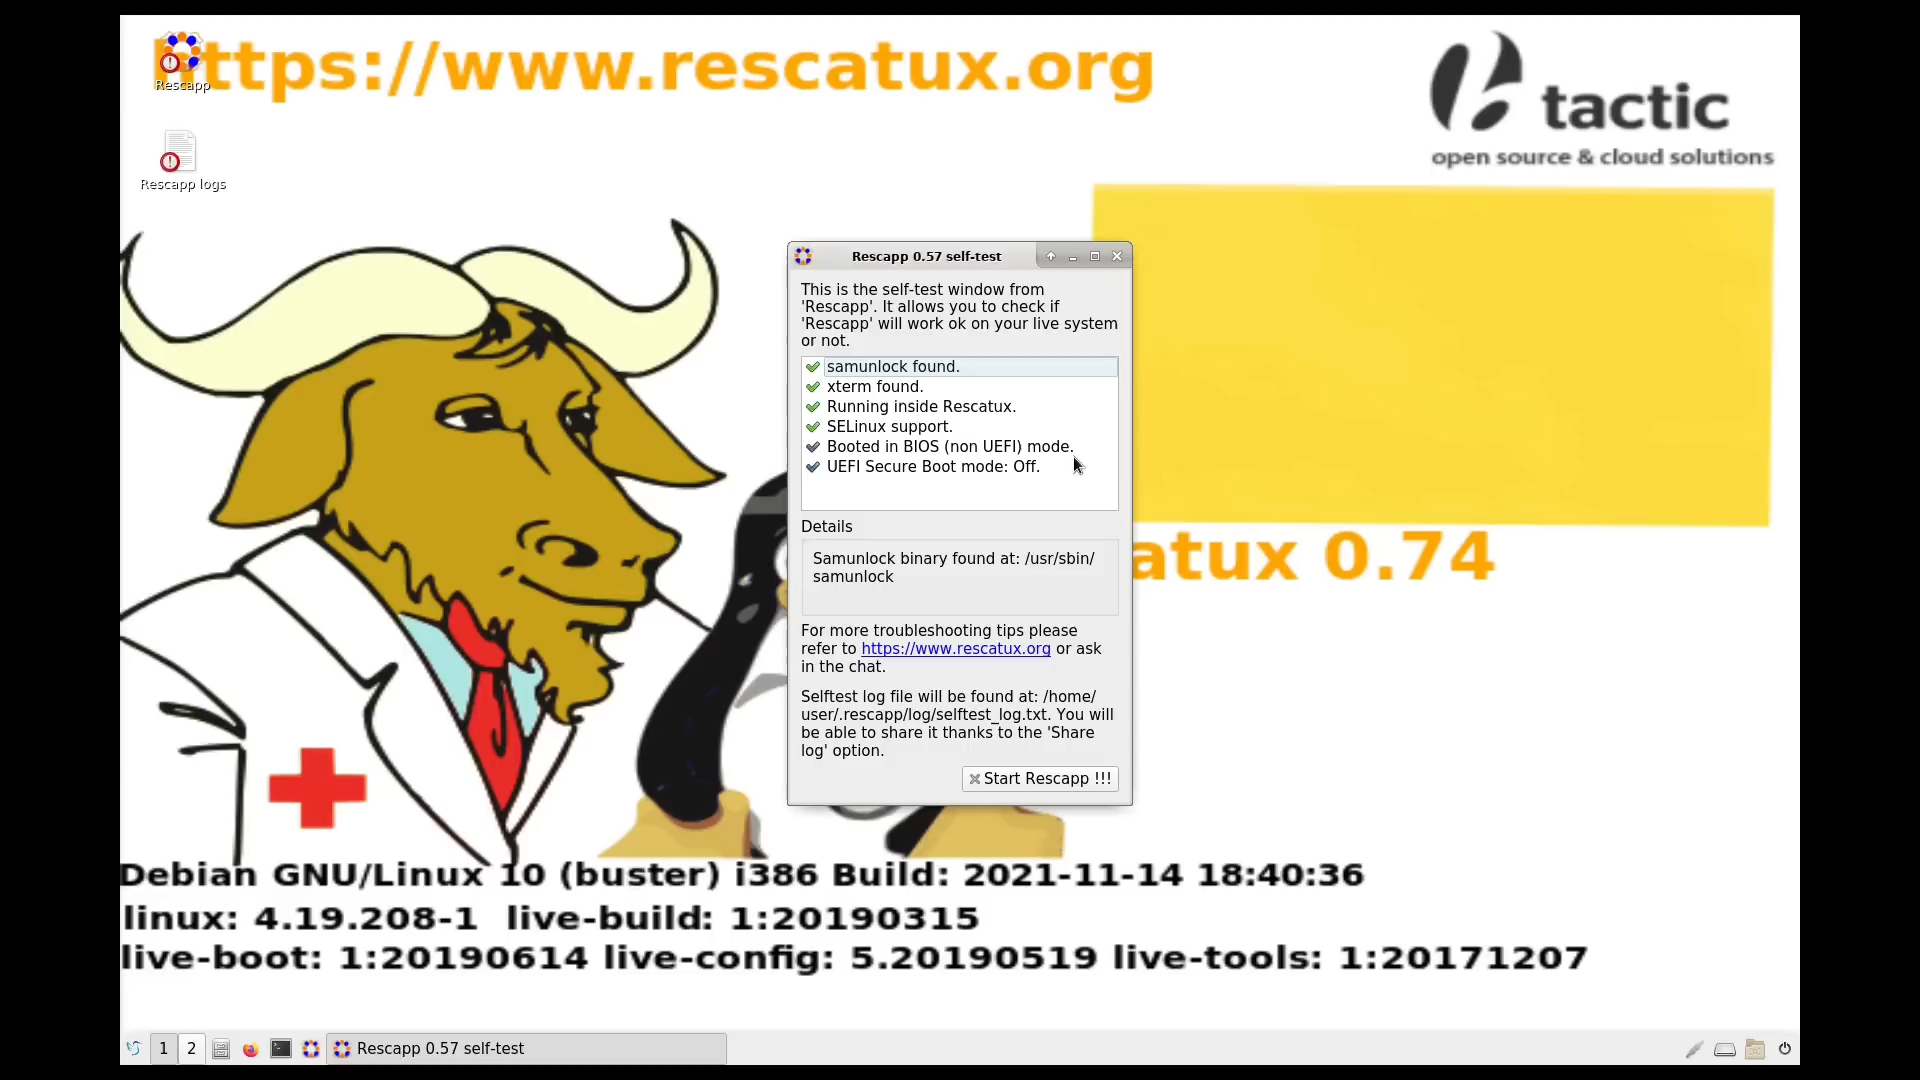 https://www.rescatux.org
Rescapp
tactic
open source & cloud solutions
Rescapp logs
Rescapp 0.57 self-test
This is the self-test window from
'Rescapp'. It allows you to check if
'Rescapp' will work ok on your live system
or not.
samunlock found.
xterm found.
Running inside Rescatux.
SELinux support.
Booted in BIOS (non UEFI) mode.
UEFI Secure Boot mode: Off.
Details
Samunlock binary found at: /usr/sbin/
samunlock
atux 0.74
For more troubleshooting tips please
refer to https://www.rescatux.org or ask
in the chat.
Selftest log file will be found at: /home/
user/.rescapp/log/selftest_log.txt. You will
be able to share it thanks to the 'Share
log' option.
Start Rescapp !!!
Debian GNU/Linux 10 (buster) i386 Build: 2021-11-14 18:40:36
linux: 4.19.208-1 live-build: 1:20190315
live-boot: 1:20190614 live-config: 5.20190519 live-tools: 1:20171207
1 2 Rescapp 0.57 self-test